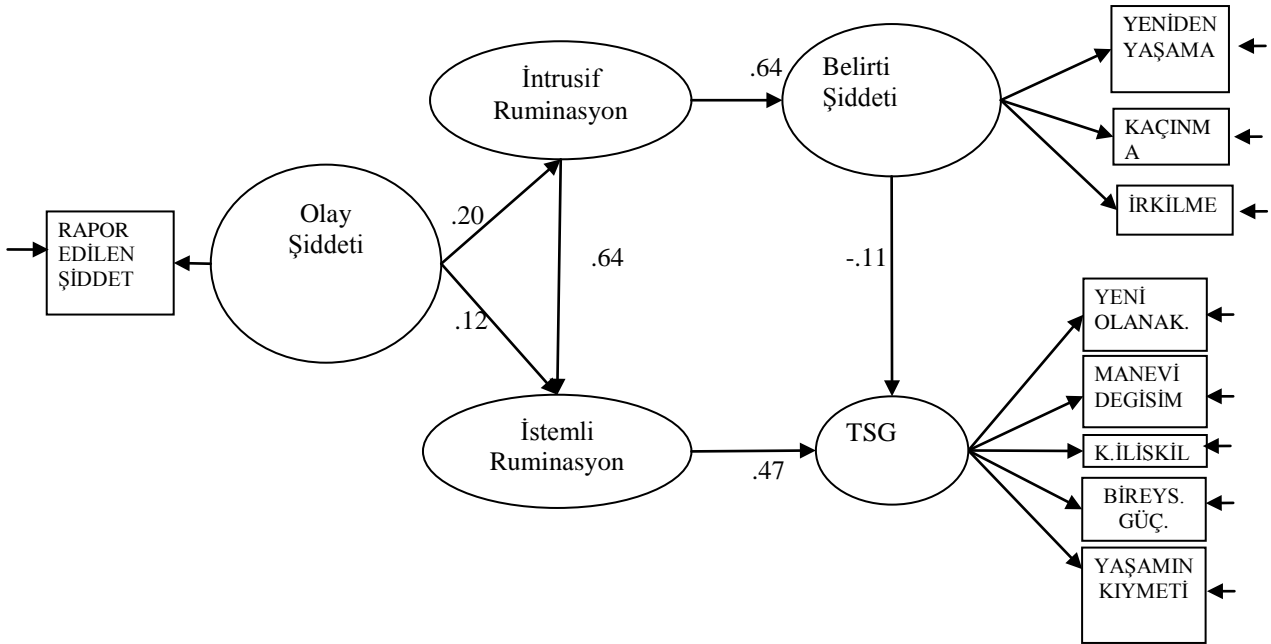 İntrusif
Ruminasyon
.64
Belirti
Şiddeti
YENİDEN
YAŞAMA
KAÇINM
A
İRKİLME
RAPOR
EDİLEN
ŞİDDET
Olay
Şiddeti
.20
.64
.12
-.11
İstemli
Ruminasyon
.47
TSG
YENİ
OLANAK.
MANEVİ
DEGİSİM
K.İLİSKİL
BİREYS.
GÜÇ.
YAŞAMIN
KIYMETİ